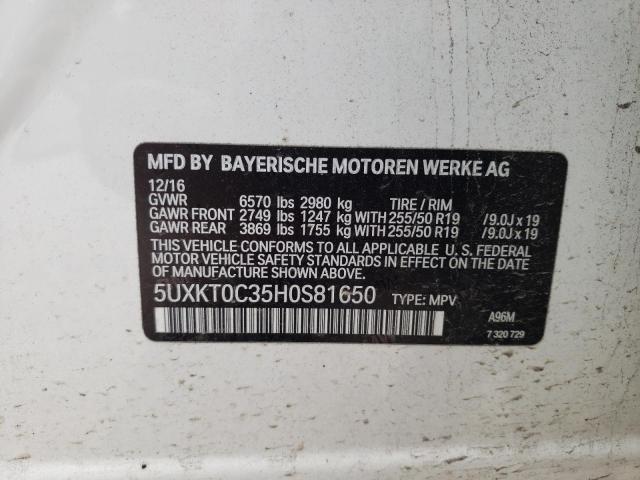 MFD BY BAYERISCHE MOTOREN WERKE AG
12/16
GVWR 6570 lbs 2980 kg TIRE / RIM
GAWR FRONT 2749 lbs 1247 kg WITH 255/50 R19 /9.0J x 19
GAWR REAR 3869 lbs 1755 kg WITH 255/50 R19 /9.0J x 19
THIS VEHICLE CONFORMS TO ALL APPLICABLE U. S. FEDERAL
MOTOR VEHICLE SAFETY STANDARDS IN EFFECT ON THE
DATE OF MANUFACTURE SHOWN ABOVE.
5UXKT0C35H0S81650 TYPE: MPV
A96M
7 320 729